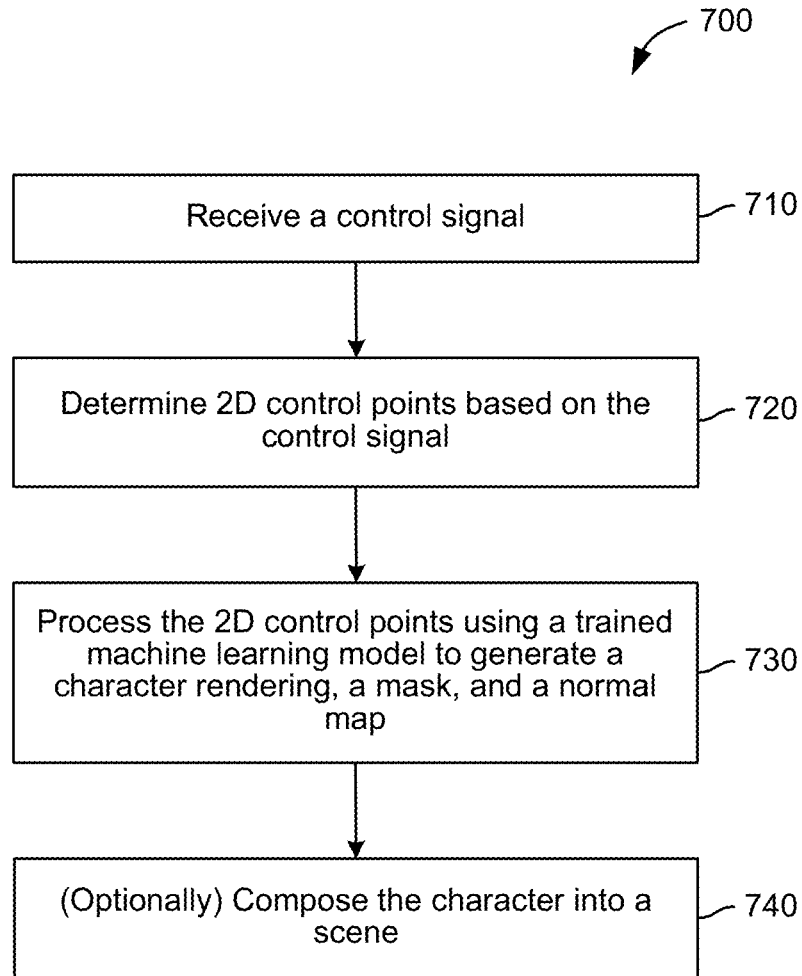 700
Receive a control signal
710
Determine 2D control points based on the
control signal
720
Process the 2D control points using a trained
machine learning model to generate a
character rendering, a mask, and a normal
map
730
(Optionally) Compose the character into a
scene
740